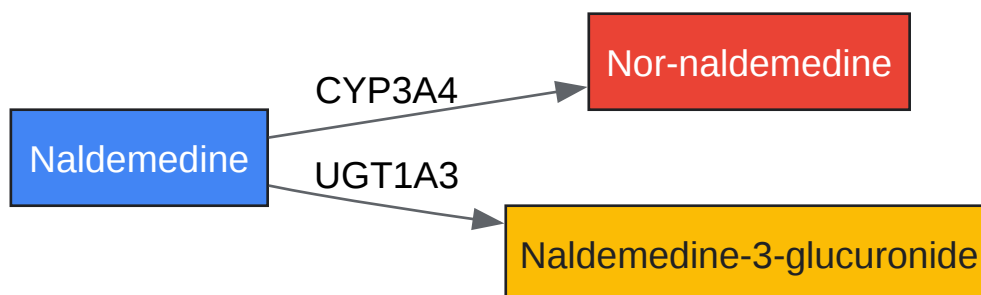 Nor-naldemedine
CYP3A4
Naldemedine
UGT1A3
Naldemedine-3-glucuronide